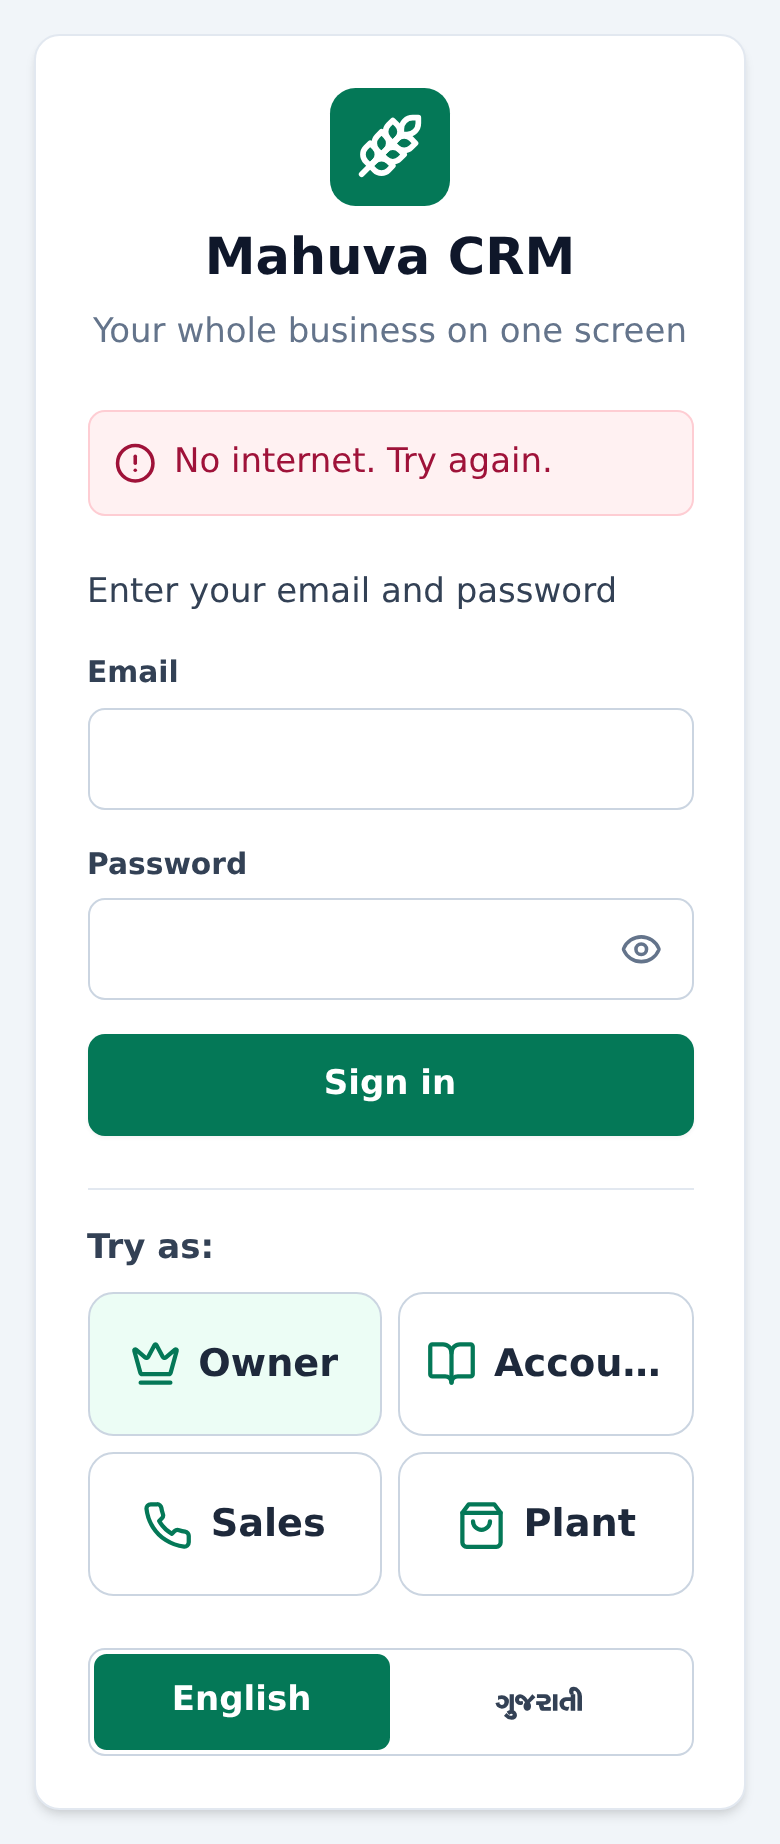 Mahuva CRM
Your whole business on one screen
No internet. Try again.
Enter your email and password
Email
Password
Sign in
Try as:
Owner
Accou...
Sales
Plant
English
ગુજરાતી